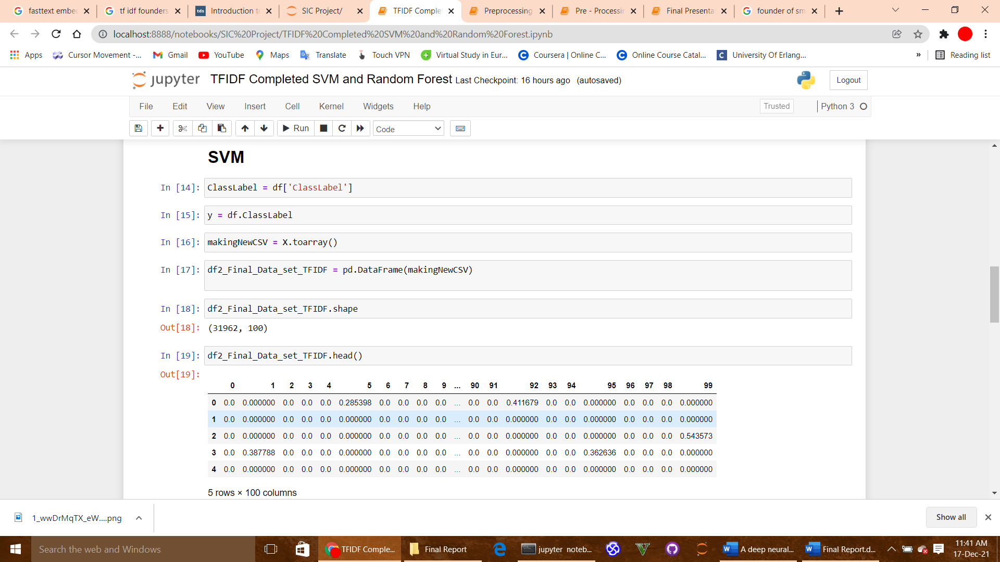 fasttext embec
tf idf founders
Introduction to
SIC Project/
TFIDF Comple
Preprocessing
Pre - Processin
Final Presenta
founder of sm
localhost:8888/notebooks/SIC%20Project/TFIDF%20Completed%20SVM%20and%20Random%20Forest.ipynb
Apps
Cursor Movement -...
Gmail
YouTube
Maps
Translate
Touch VPN
Virtual Study in Eur...
Coursera | Online C...
Online Course Catal...
University Of Erlang...
»
Reading list
jupyter TFIDF Completed SVM and Random Forest Last Checkpoint: 16 hours ago (autosaved)
Logout
File Edit View Insert Cell Kernel Widgets Help
Trusted
Python 3
Run
Code
SVM
In [14]: ClassLabel = df['ClassLabel']
In [15]: y = df.ClassLabel
In [16]: makingNewCSV = X.toarray()
In [17]: df2_Final_Data_set_TFIDF = pd.DataFrame(makingNewCSV)
In [18]: df2_Final_Data_set_TFIDF.shape
Out[18]: (31962, 100)
In [19]: df2_Final_Data_set_TFIDF.head()
Out[19]:
0 1 2 3 4 5 6 7 8 9 ... 90 91 92 93 94 95 96 97 98 99
0 0.0 0.000000 0.0 0.0 0.0 0.285398 0.0 0.0 0.0 0.0 ... 0.0 0.0 0.411679 0.0 0.0 0.000000 0.0 0.0 0.0 0.000000
1 0.0 0.000000 0.0 0.0 0.0 0.000000 0.0 0.0 0.0 0.0 ... 0.0 0.0 0.000000 0.0 0.0 0.000000 0.0 0.0 0.0 0.000000
2 0.0 0.000000 0.0 0.0 0.0 0.000000 0.0 0.0 0.0 0.0 ... 0.0 0.0 0.000000 0.0 0.0 0.000000 0.0 0.0 0.0 0.543573
3 0.0 0.387788 0.0 0.0 0.0 0.000000 0.0 0.0 0.0 0.0 ... 0.0 0.0 0.000000 0.0 0.0 0.362636 0.0 0.0 0.0 0.000000
4 0.0 0.000000 0.0 0.0 0.0 0.000000 0.0 0.0 0.0 0.0 ... 0.0 0.0 0.000000 0.0 0.0 0.000000 0.0 0.0 0.0 0.000000
5 rows × 100 columns
1_wwDrMqTX_eW....png
Show all
Search the web and Windows
TFIDF Comple...
Final Report
jupyter noteb...
A deep neural...
Final Report.d...
11:41 AM
17-Dec-21